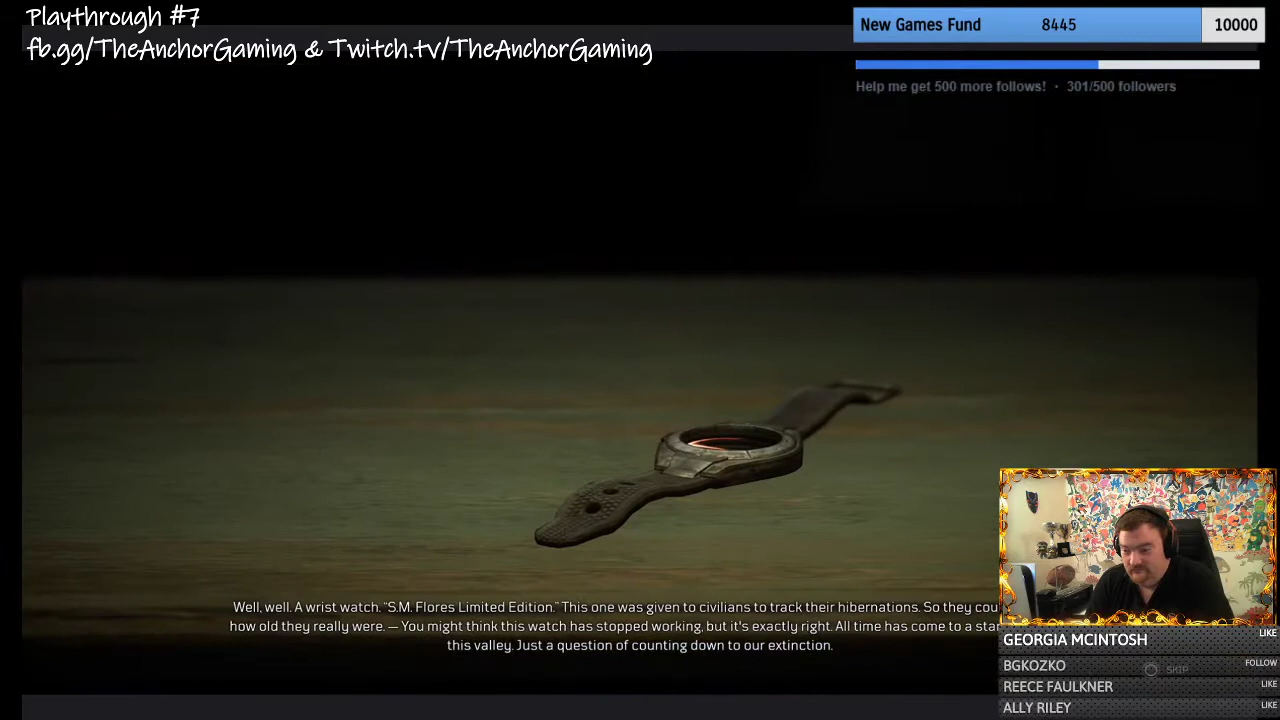 Playthrough #7
fb.gg/TheAnchorGaming & Twitch.tv/TheAnchorGaming
New Games Fund 8445 10000
Help me get 500 more follows! · 301/500 followers
Well, well. A wrist watch. "S.M. Flores Limited Edition." This one was given to civilians to track their hibernations. So they
how old they really were. — You might think this watch has stopped working, but it's exactly right. All time has come to a
this valley. Just a question of counting down to our extinction.
GEORGIA MCINTOSH LIKE
BGKOZKO FOLLOW
SKIP
REECE FAULKNER LIKE
ALLY RILEY LIKE